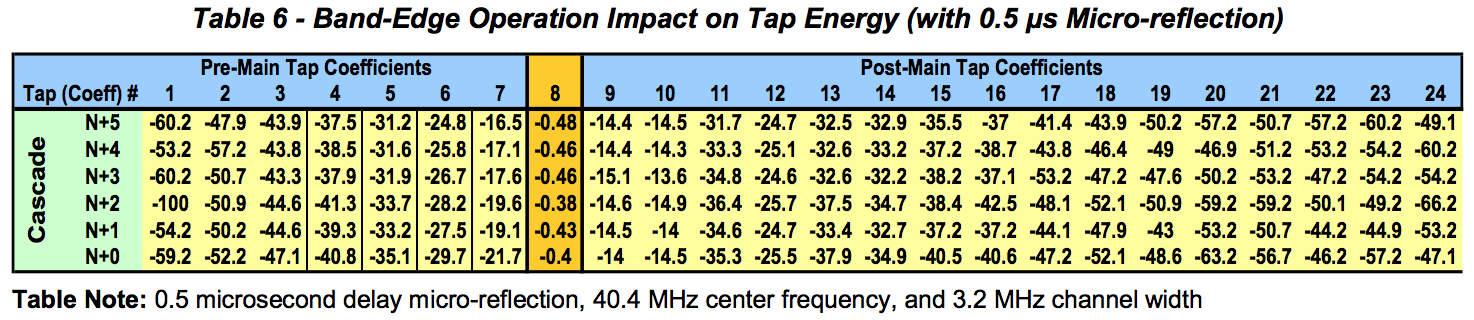 Table 6 - Band-Edge Operation Impact on Tap Energy (with 0.5 µs Micro-reflection)
Pre-Main Tap Coefficients Post-Main Tap Coefficients
Tap (Coeff) # 1 2 3 4 5 6 7 8 9 10 11 12 13 14 15 16 17 18 19 20 21 22 23 24
Cascade
N+5 -60.2 -47.9 -43.9 -37.5 -31.2 -24.8 -16.5 -0.48 -14.4 -14.5 -31.7 -24.7 -32.5 -32.9 -35.5 -37 -41.4 -43.9 -50.2 -57.2 -50.7 -57.2 -60.2 -49.1
N+4 -53.2 -57.2 -43.8 -38.5 -31.6 -25.8 -17.1 -0.46 -14.4 -14.3 -33.3 -25.1 -32.6 -33.2 -37.2 -38.7 -43.8 -46.4 -49 -46.9 -51.2 -53.2 -54.2 -60.2
N+3 -60.2 -50.7 -43.3 -37.9 -31.9 -26.7 -17.6 -0.46 -15.1 -13.6 -34.8 -24.6 -32.6 -32.2 -38.2 -37.1 -53.2 -47.2 -47.6 -50.2 -53.2 -47.2 -54.2 -54.2
N+2 -100 -50.9 -44.6 -41.3 -33.7 -28.2 -19.6 -0.38 -14.6 -14.9 -36.4 -25.7 -37.5 -34.7 -38.4 -42.5 -48.1 -52.1 -50.9 -59.2 -59.2 -50.1 -49.2 -66.2
N+1 -54.2 -50.2 -44.6 -39.3 -33.2 -27.5 -19.1 -0.43 -14.5 -14 -34.6 -24.7 -33.4 -32.7 -37.2 -37.2 -44.1 -47.9 -43 -53.2 -50.7 -44.2 -44.9 -53.2
N+0 -59.2 -52.2 -47.1 -40.8 -35.1 -29.7 -21.7 -0.4 -14 -14.5 -35.3 -25.5 -37.9 -34.9 -40.5 -40.6 -47.2 -52.1 -48.6 -63.2 -56.7 -46.2 -57.2 -47.1
Table Note: 0.5 microsecond delay micro-reflection, 40.4 MHz center frequency, and 3.2 MHz channel width